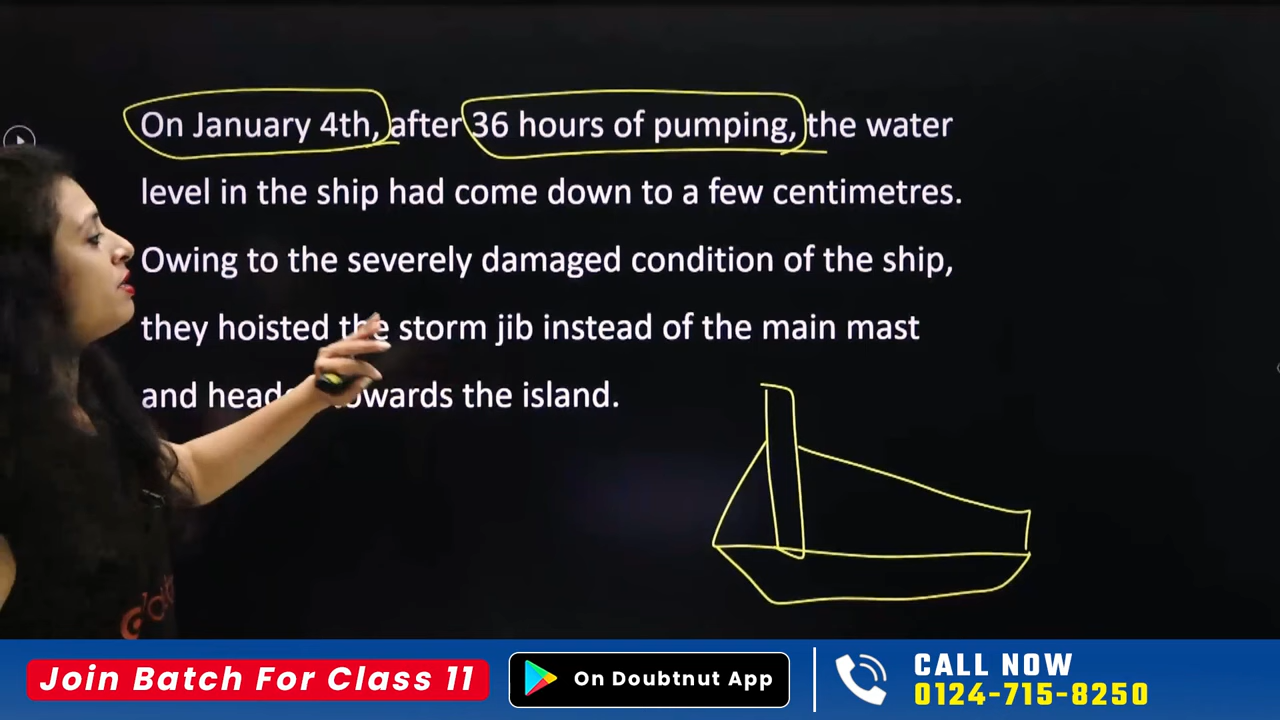 On January 4th, after 36 hours of pumping, the water
level in the ship had come down to a few centimetres.
Owing to the severely damaged condition of the ship,
they hoisted the storm jib instead of the main mast
and towards the island.
Join Batch For Class 11
On Doubtnut App
CALL NOW
0124-715-8250